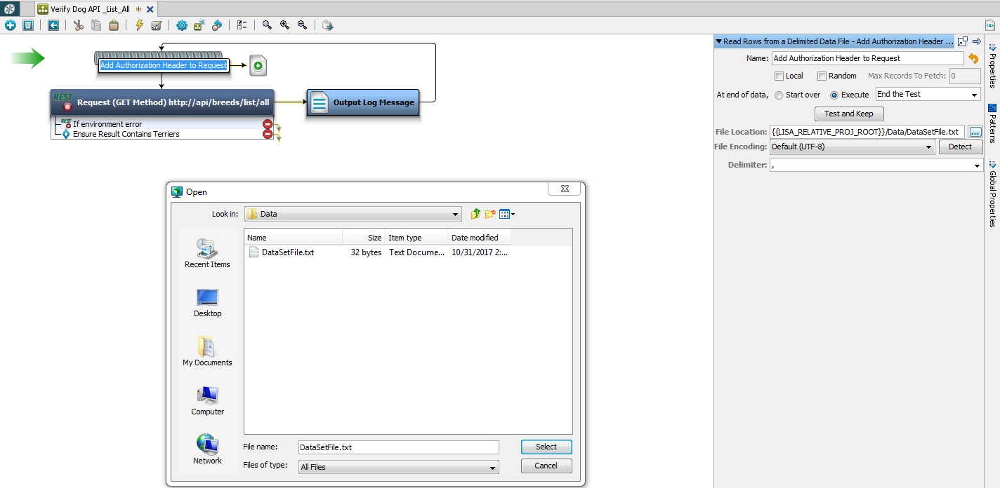 Verify Dog API _List_All
Add Authorization Header to Request
REST
Request (GET Method) http://api/breeds/list/all
Output Log Message
REST
If environment error
Ensure Result Contains Terriers
Read Rows from a Delimited Data File - Add Authorization Header ...
Name: Add Authorization Header to Request
Local Random Max Records To Fetch: 0
At end of data, Start over Execute End the Test
Test and Keep
File Location: {{LISA_RELATIVE_PROJ_ROOT}}/Data/DataSetFile.txt ...
File Encoding: Default (UTF-8) Detect
Delimiter: ,
Properties
Patterns
Global Properties
Open
Look in: Data
Name Size Item type Date modified
DataSetFile.txt 32 bytes Text Docume... 10/31/2017 2:...
Recent Items
Desktop
My Documents
Computer
Network
File name: DataSetFile.txt Select
Files of type: All Files Cancel